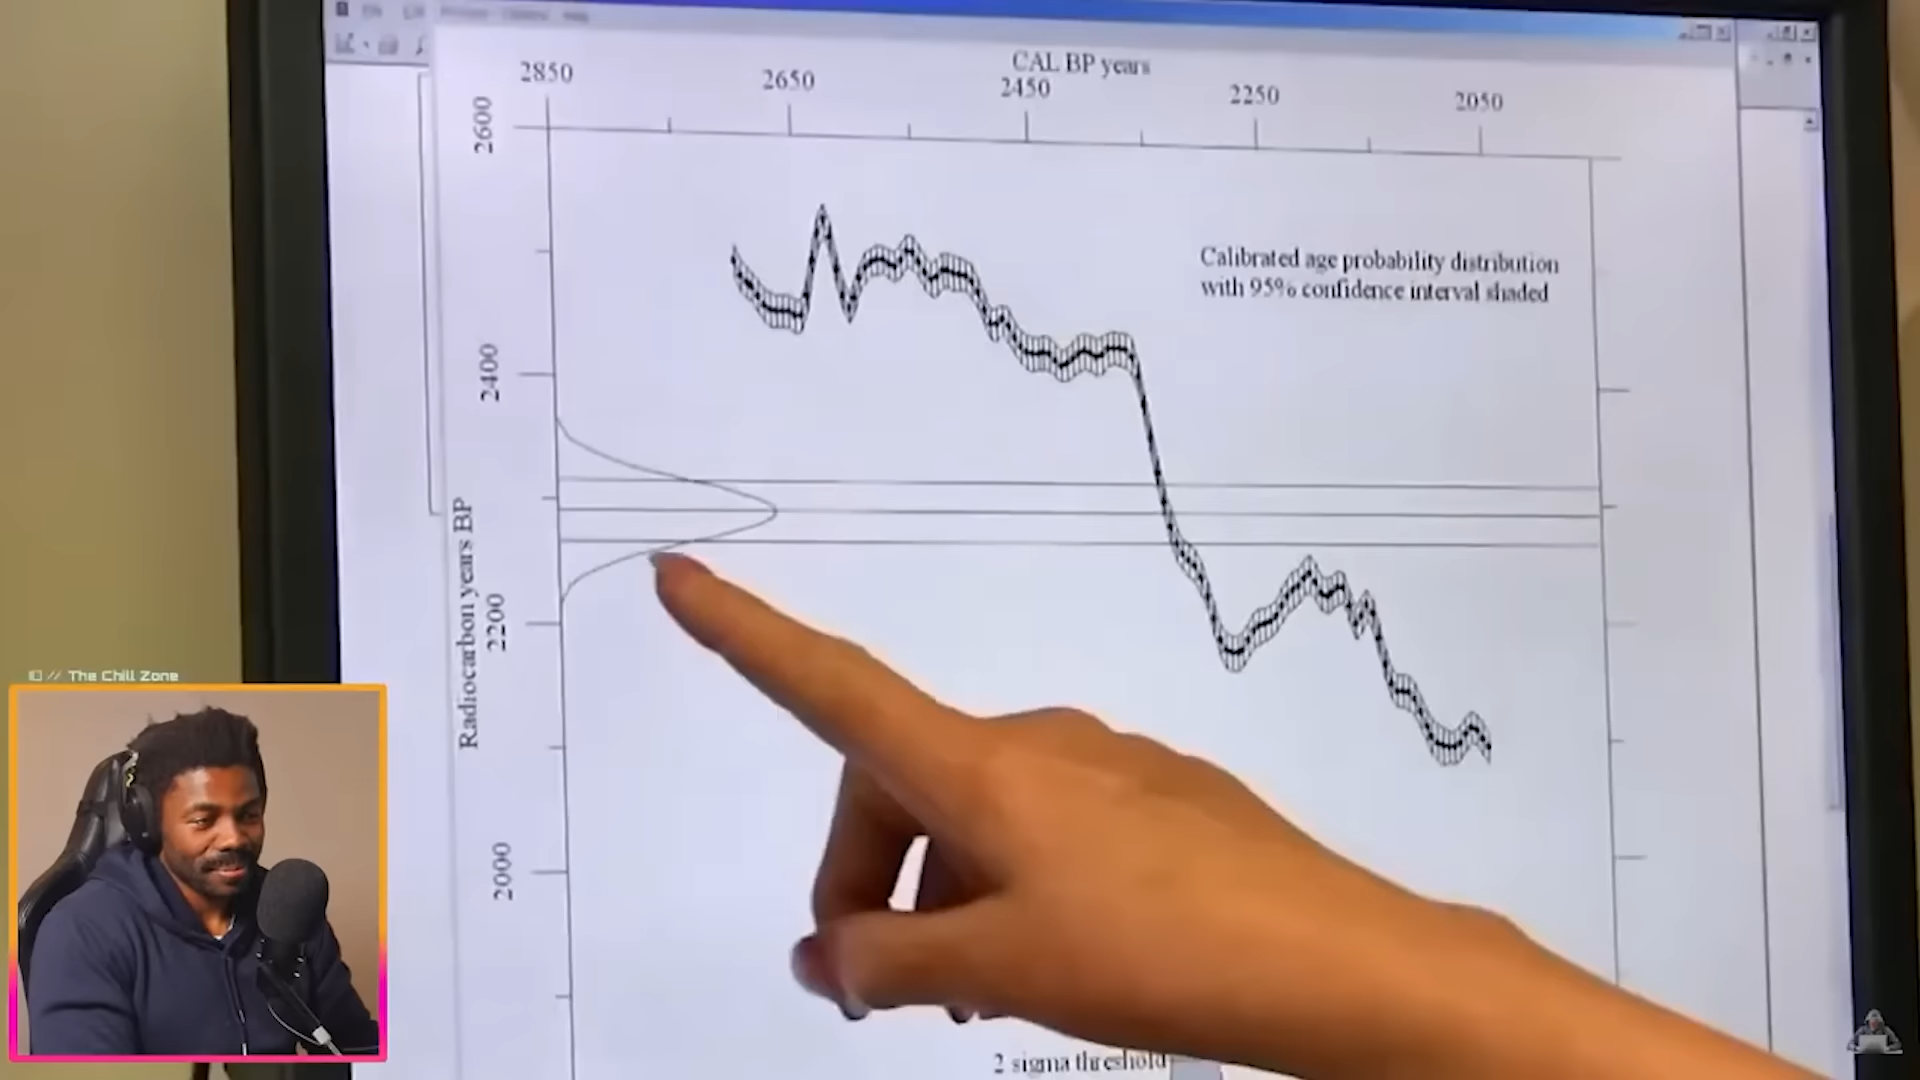 CAL BP years
2850
2650
2450
2250
2050
2600
2400
2200
2000
Radiocarbon years BP
Calibrated age probability distribution
with 95% confidence interval shaded
// The Chill Zone
2 sigma threshold